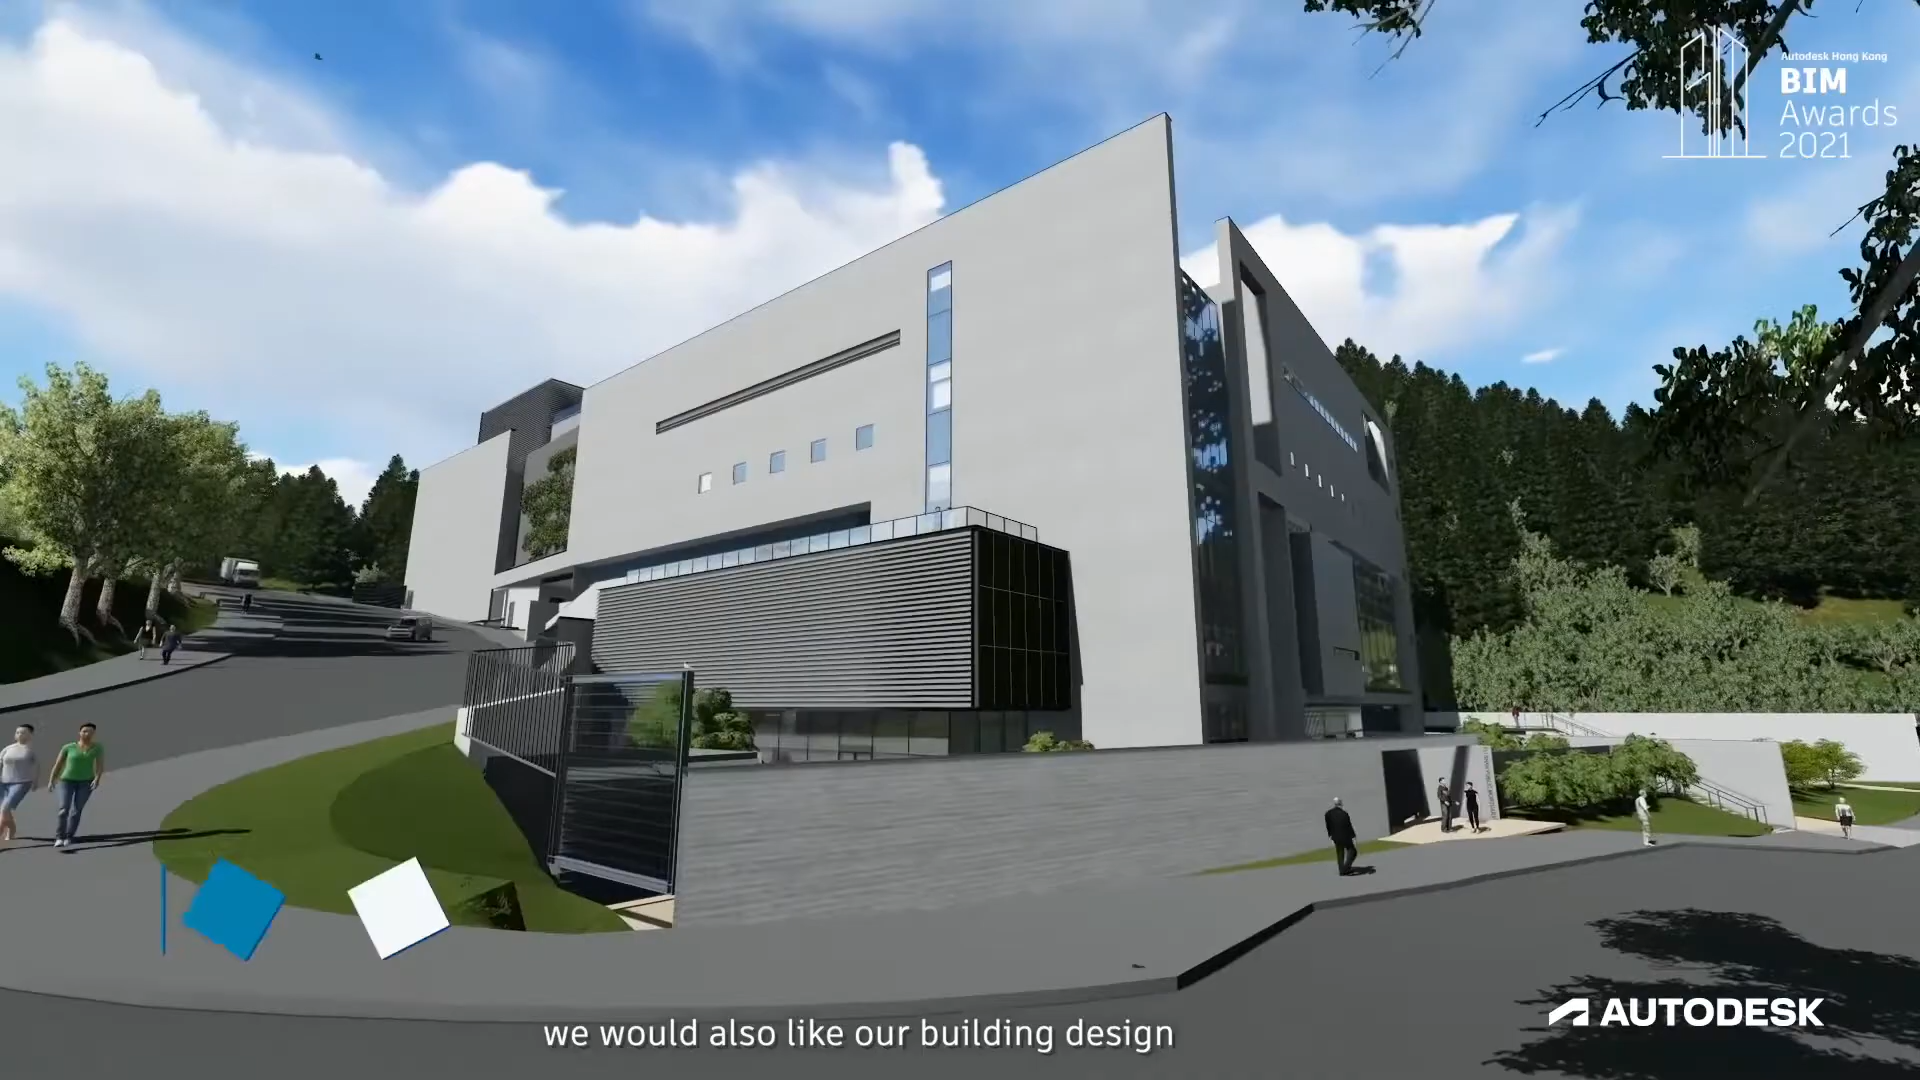 Autodesk Hong Kong
BIM
Awards
2021
AUTODESK
we would also like our building design